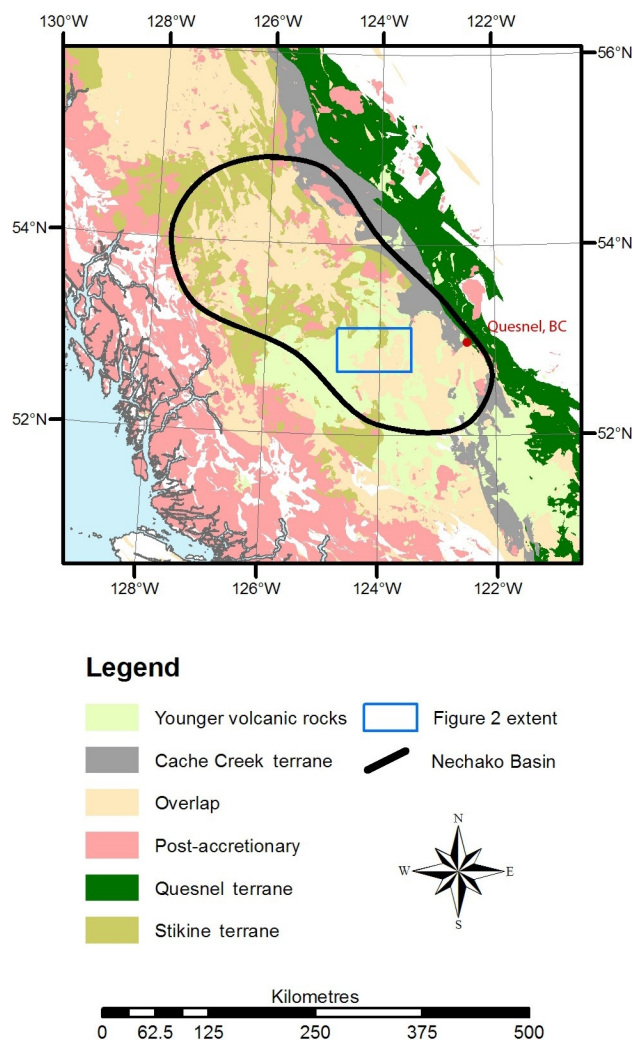 130°W 128°W 126°W 124°W 122°W
56°N
54°N 54°N
Quesnel, BC
52°N 52°N
128°W 126°W 124°W 122°W
Legend
Younger volcanic rocks
Figure 2 extent
Cache Creek terrane
Nechako Basin
Overlap
Post-accretionary
Quesnel terrane
Stikine terrane
N
W E
S
Kilometres
0 62.5 125 250 375 500